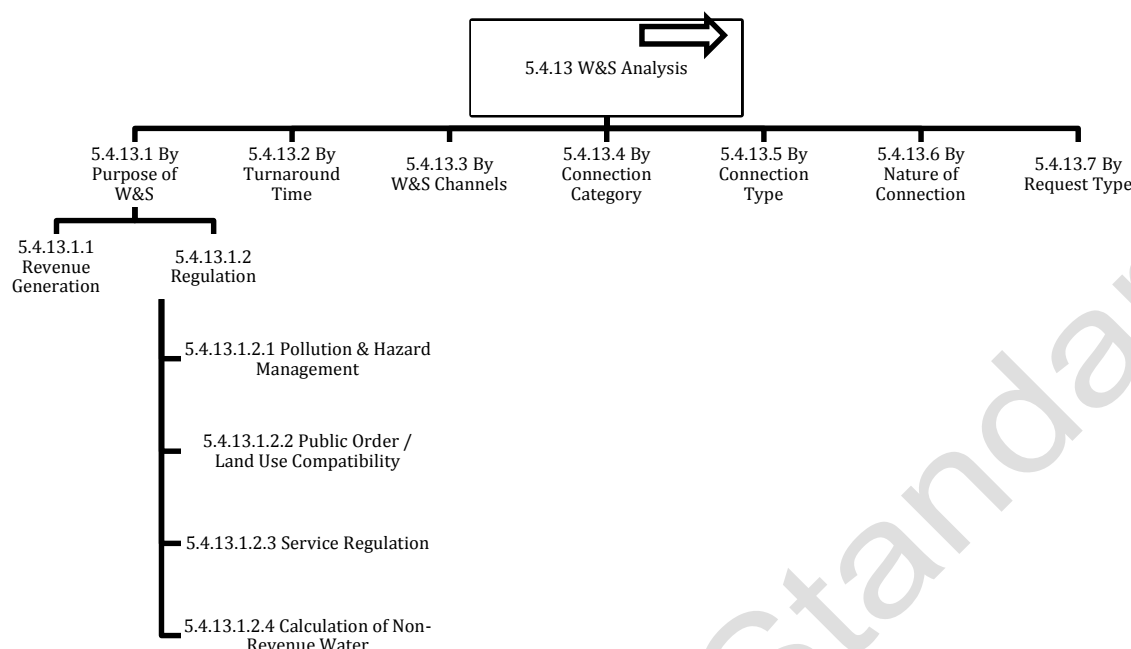 5.4.13 W&S Analysis
5.4.13.1 By
Purpose of
W&S
5.4.13.2 By
Turnaround
Time
5.4.13.3 By
W&S Channels
5.4.13.4 By
Connection
Category
5.4.13.5 By
Connection
Type
5.4.13.6 By
Nature of
Connection
5.4.13.7 By
Request Type
5.4.13.1.1
Revenue
Generation
5.4.13.1.2
Regulation
5.4.13.1.2.1 Pollution & Hazard
Management
5.4.13.1.2.2 Public Order /
Land Use Compatibility
5.4.13.1.2.3 Service Regulation
5.4.13.1.2.4 Calculation of Non-
Revenue Water
Standar